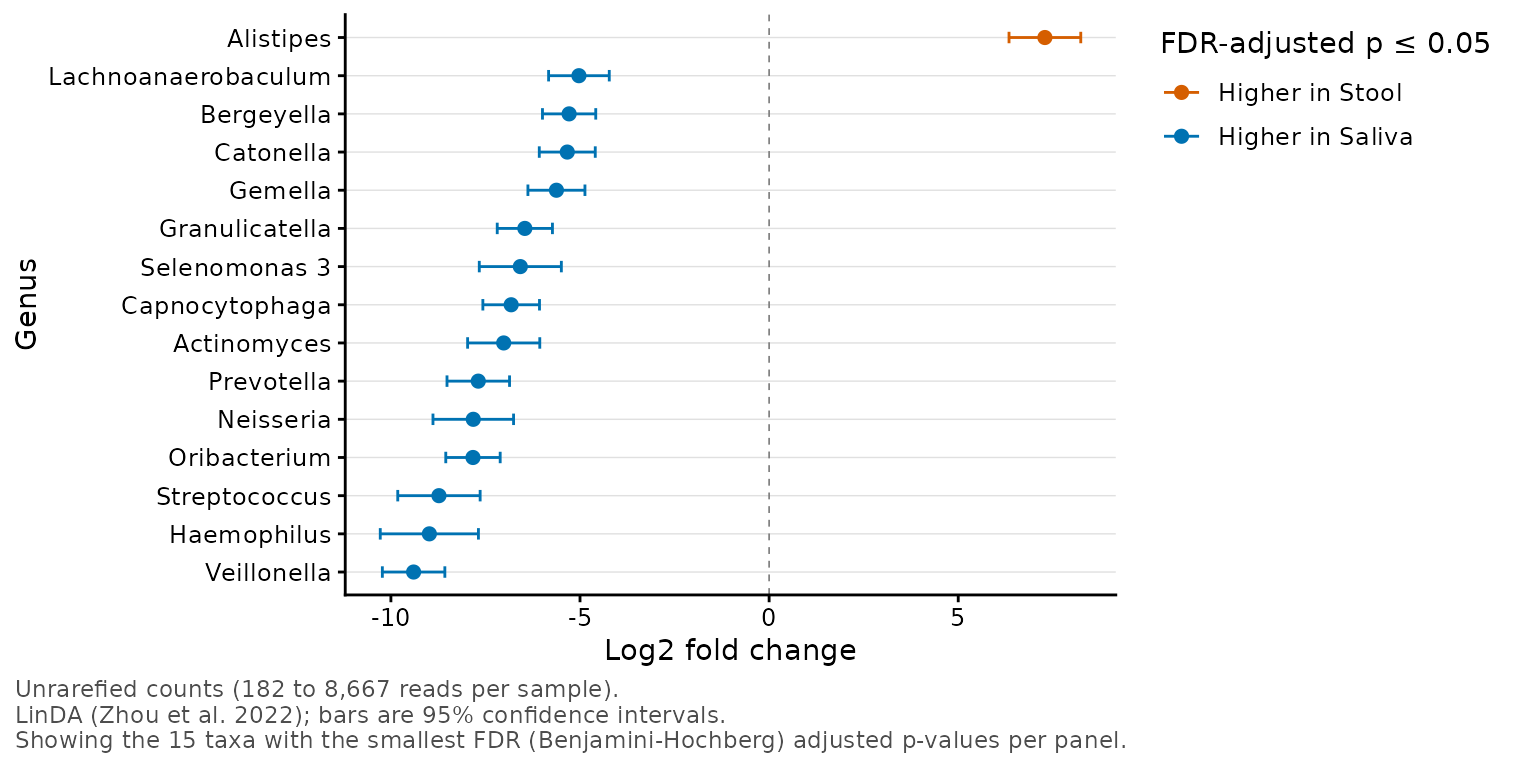 Alistipes
Lachnoanaerobaculum
Bergeyella
Catonella
Gemella
Granulicatella
Selenomonas 3
Capnocytophaga
Actinomyces
Prevotella
Neisseria
Oribacterium
Streptococcus
Haemophilus
Veillonella
Genus
-10 -5 0 5
Log2 fold change
FDR-adjusted p ≤ 0.05
Higher in Stool
Higher in Saliva
Unrarefied counts (182 to 8,667 reads per sample).
LinDA (Zhou et al. 2022); bars are 95% confidence intervals.
Showing the 15 taxa with the smallest FDR (Benjamini-Hochberg) adjusted p-values per panel.